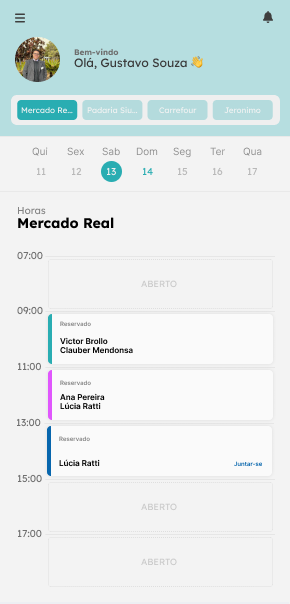 Bem-vindo
Olá, Gustavo Souza 👋
Mercado Re... Padaria Siu... Carrefour Jeronimo
Qui Sex Sab Dom Seg Ter Qua
11 12 13 14 15 16 17
Horas
Mercado Real
07:00
ABERTO
09:00
Reservado
Victor Brollo
Clauber Mendonsa
11:00
Reservado
Ana Pereira
Lúcia Ratti
13:00
Reservado
Lúcia Ratti Juntar-se
15:00
ABERTO
17:00
ABERTO